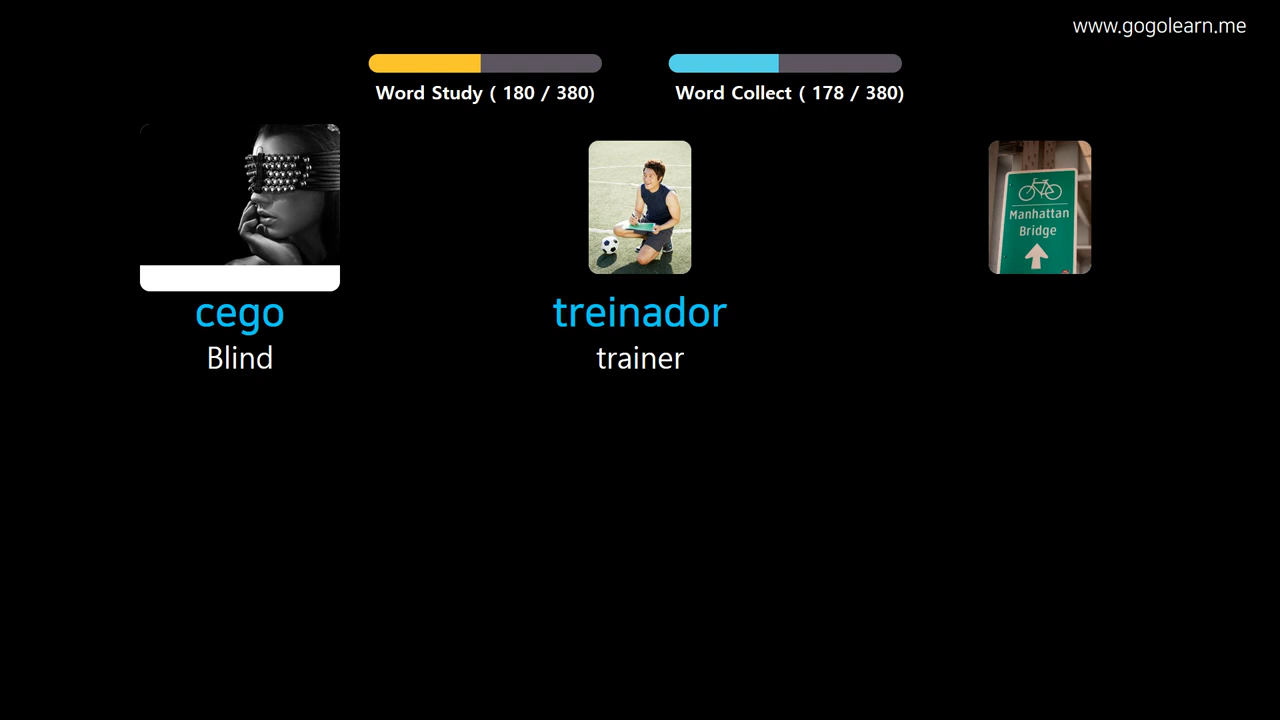 www.gogolearn.me
Word Study ( 180 / 380)
Word Collect ( 178 / 380)
Manhattan
Bridge
cego
Blind
treinador
trainer